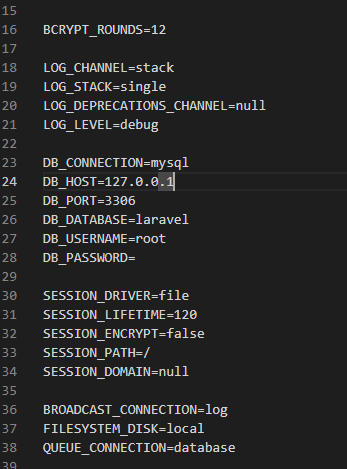 15
16 BCRYPT_ROUNDS=12
17
18 LOG_CHANNEL=stack
19 LOG_STACK=single
20 LOG_DEPRECATIONS_CHANNEL=null
21 LOG_LEVEL=debug
22
23 DB_CONNECTION=mysql
24 DB_HOST=127.0.0.1
25 DB_PORT=3306
26 DB_DATABASE=laravel
27 DB_USERNAME=root
28 DB_PASSWORD=
29
30 SESSION_DRIVER=file
31 SESSION_LIFETIME=120
32 SESSION_ENCRYPT=false
33 SESSION_PATH=/
34 SESSION_DOMAIN=null
35
36 BROADCAST_CONNECTION=log
37 FILESYSTEM_DISK=local
38 QUEUE_CONNECTION=database
39